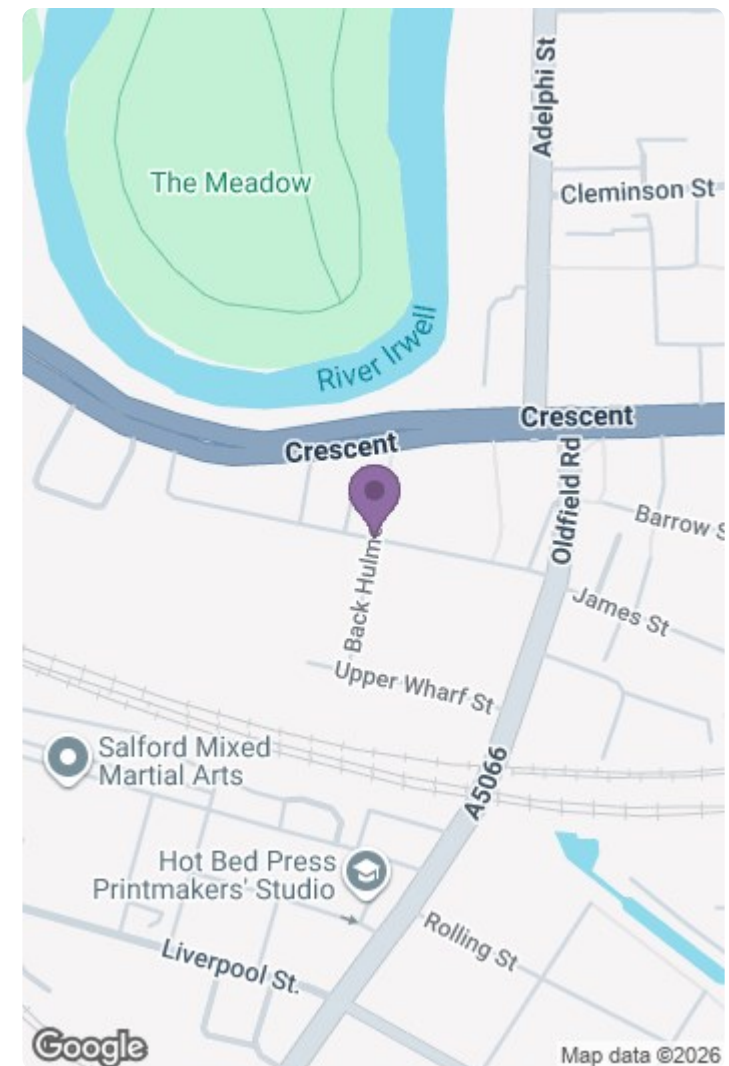 Adelphi St
The Meadow
Cleminson St
River Irwell
Crescent
Crescent
Oldfield Rd
Barrow S
Back Hulm
James St
Upper Wharf St
Salford Mixed
Martial Arts
A5066
Hot Bed Press
Printmakers' Studio
Rolling St
Liverpool St.
Google
Map data ©2026